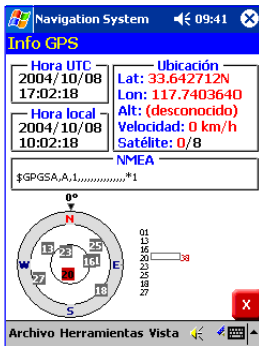 Navigation System 09:41
Info GPS
Hora UTC
2004/10/08
17:02:18
Hora local
2004/10/08
10:02:18
Ubicación
Lat: 33.642712N
Lon: 117.7403640
Alt: (desconocido)
Velocidad: 0 km/h
Satélite: 0/8
NMEA
$GPGSA,A,1,,,,,,,,,,,,,,,*1
0°
N
13
23
25
16
W
E
27
20
18
S
01
13
16
20
23
25
18
27
38
X
Archivo Herramientas Vista